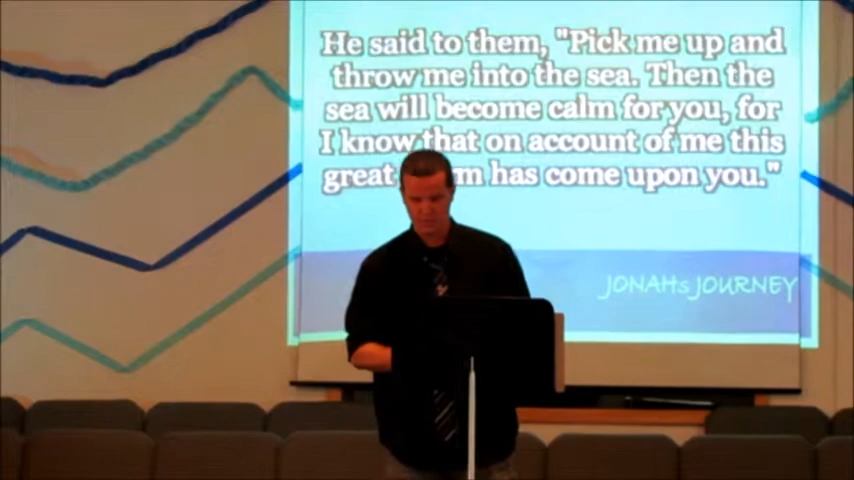 He said to them, "Pick me up and
throw me into the sea. Then the
sea will become calm for you, for
I know that on account of me this
great has come upon you."
JONAHs JOURNEY